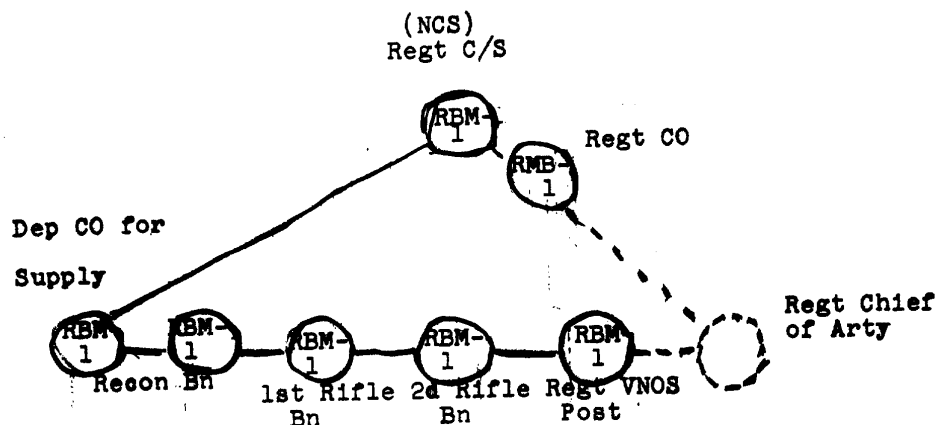 (NCS)
Regt C/S
RBM-
1
Regt CO
RMB-
1
Dep CO for
Supply
Regt Chief
of Arty
RBM
1
RBM-
1
RBM-
1
RBM-
1
RBM
1
Recon Bn
1st Rifle
Bn
2d Rifle
Bn
Regt VNOS
Post